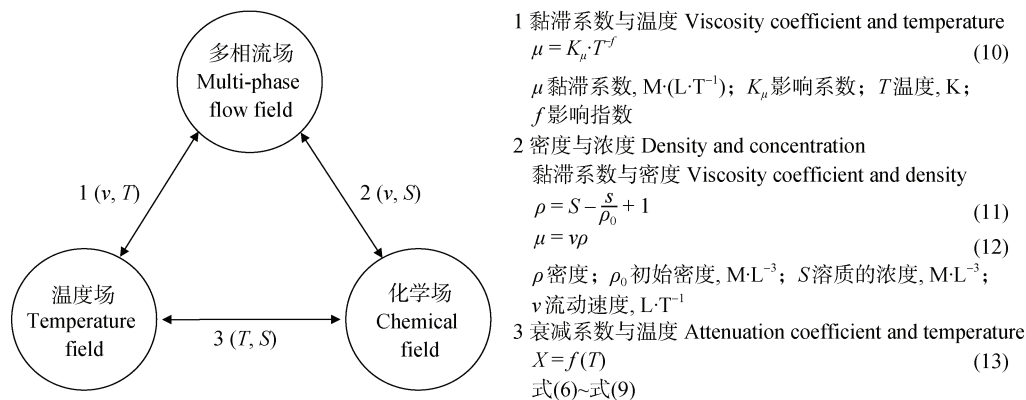 多相流场
Multi-phase
flow field
1 (v, T)
2 (v, S)
温度场
Temperature
field
3 (T, S)
化学场
Chemical
field
1 黏滞系数与温度 Viscosity coefficient and temperature
μ = Kμ·T⁻ᶠ (10)
μ 黏滞系数, M·(L·T⁻¹)；Kμ 影响系数；T 温度, K；
f 影响指数
2 密度与浓度 Density and concentration
黏滞系数与密度 Viscosity coefficient and density
ρ = S – s/ρ₀ + 1 (11)
μ = vρ (12)
ρ 密度；ρ₀ 初始密度, M·L⁻³；S 溶质的浓度, M·L⁻³；
v 流动速度, L·T⁻¹
3 衰减系数与温度 Attenuation coefficient and temperature
X = f (T) (13)
式(6)~式(9)